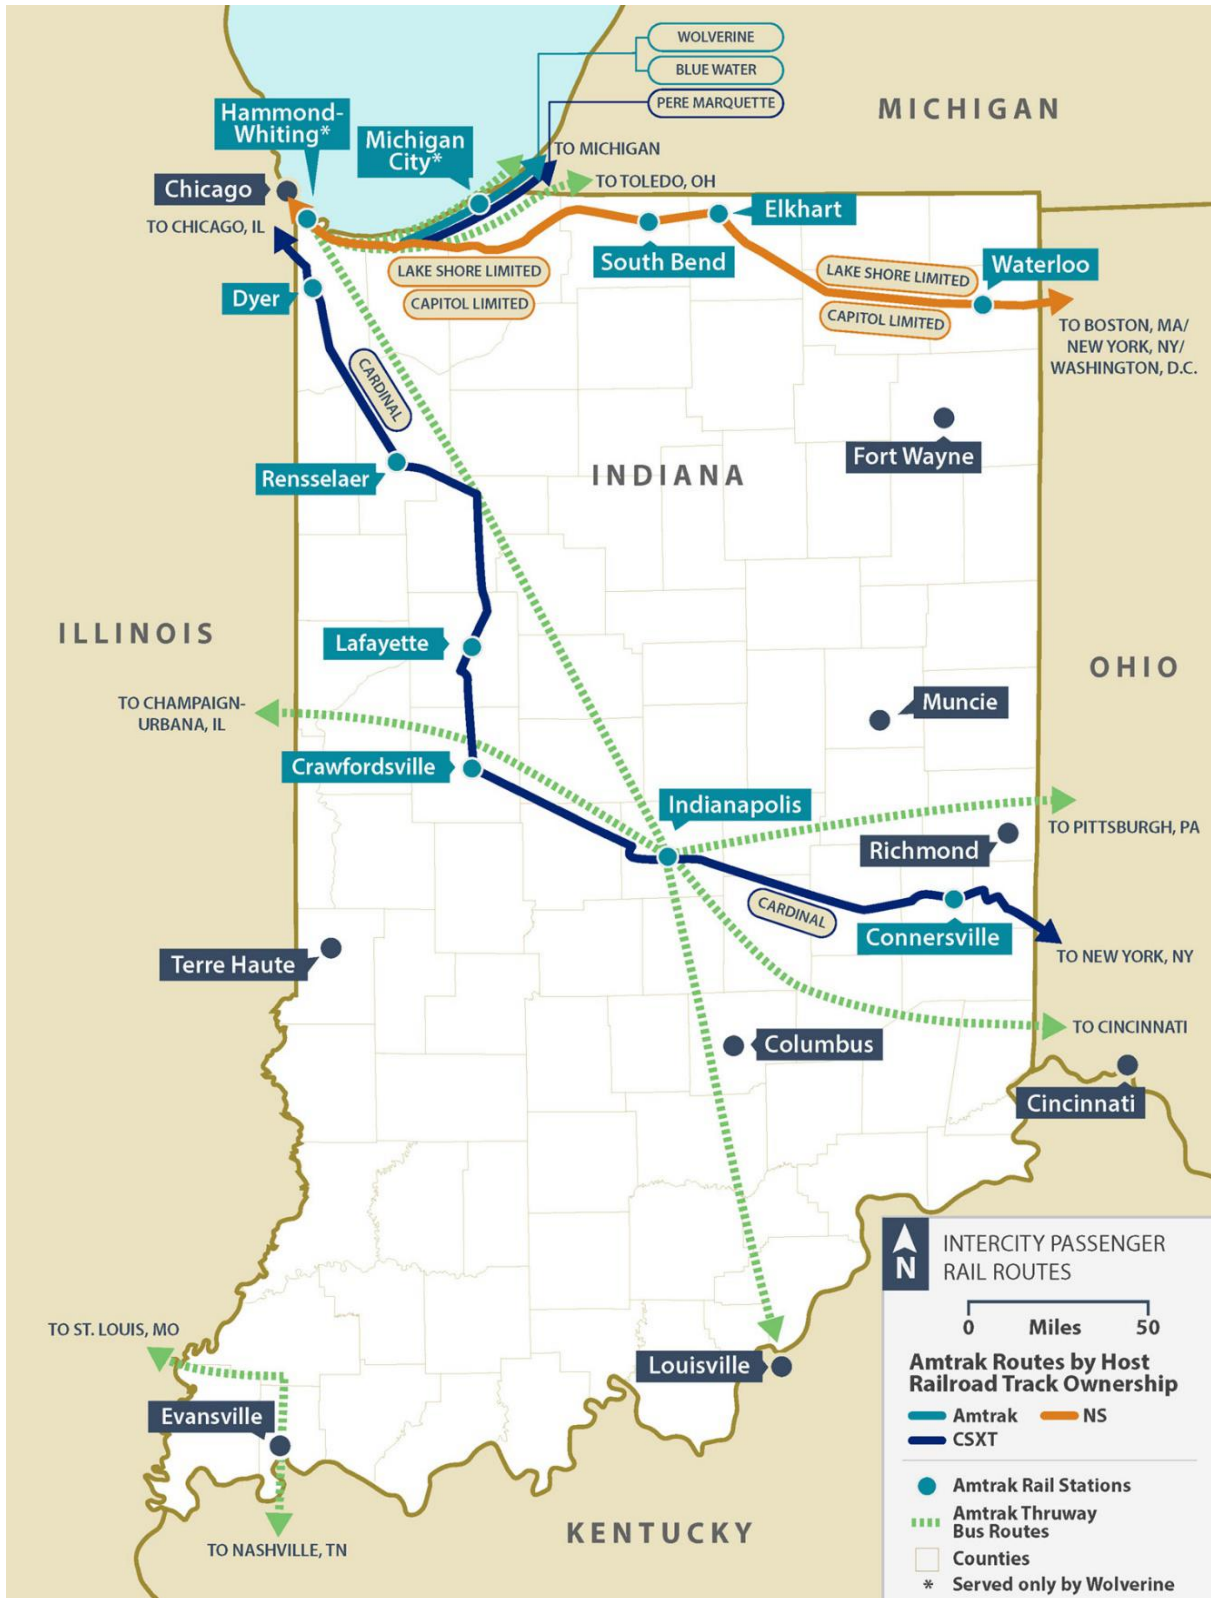 WOLVERINE
BLUE WATER
PERE MARQUETTE
MICHIGAN
Hammond-
Whiting*
Michigan
City*
TO MICHIGAN
TO TOLEDO, OH
Chicago
TO CHICAGO, IL
Elkhart
South Bend
Waterloo
LAKE SHORE LIMITED
CAPITOL LIMITED
LAKE SHORE LIMITED
CAPITOL LIMITED
Dyer
TO BOSTON, MA/
NEW YORK, NY/
WASHINGTON, D.C.
CARDINAL
Fort Wayne
Rensselaer
INDIANA
ILLINOIS
Lafayette
OHIO
TO CHAMPAIGN-
URBANA, IL
Muncie
Crawfordsville
Indianapolis
TO PITTSBURGH, PA
Richmond
CARDINAL
Connersville
TO NEW YORK, NY
Terre Haute
TO CINCINNATI
Columbus
Cincinnati
TO ST. LOUIS, MO
Louisville
Evansville
TO NASHVILLE, TN
KENTUCKY
N
INTERCITY PASSENGER
RAIL ROUTES
0 Miles 50
Amtrak Routes by Host
Railroad Track Ownership
Amtrak NS
CSXT
Amtrak Rail Stations
Amtrak Thruway
Bus Routes
Counties
* Served only by Wolverine